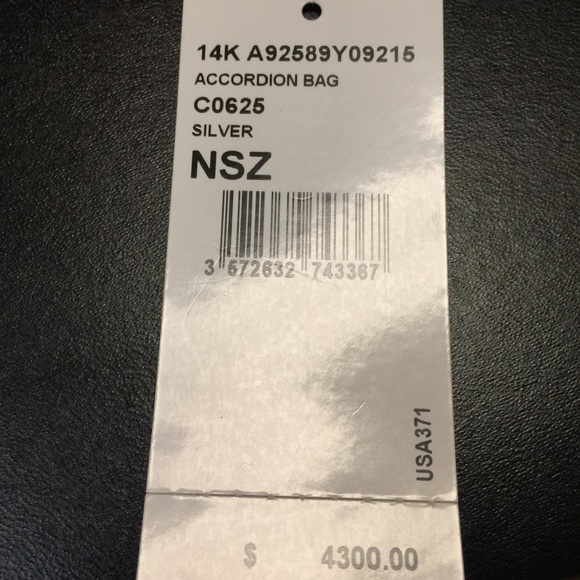 14K A92589Y09215
ACCORDION BAG
C0625
SILVER
NSZ
3 572632 743367
USA371
$ 4300.00